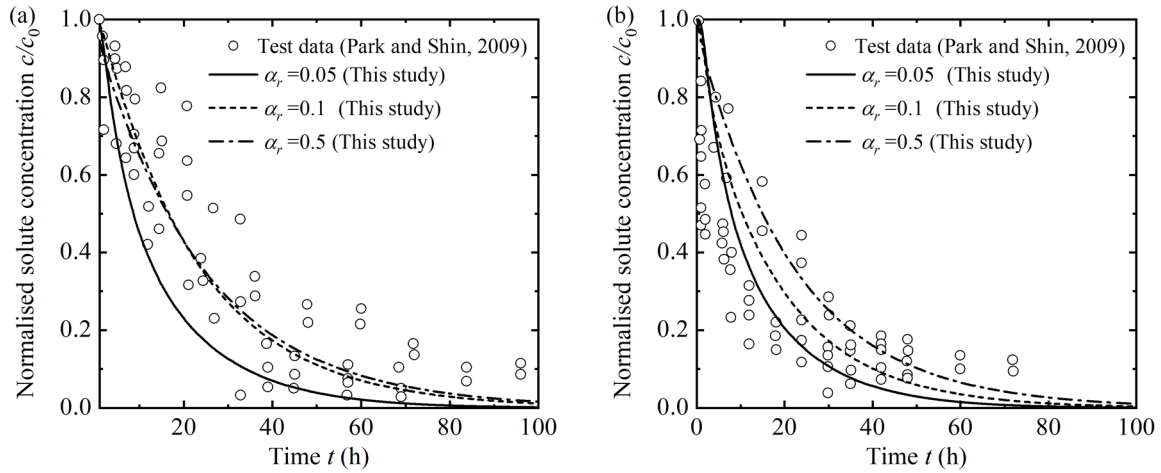 (a)
1.0
0.8
0.6
0.4
0.2
0.0
Normalised solute concentration c/c₀
Test data (Park and Shin, 2009)
αᵣ =0.05 (This study)
αᵣ =0.1 (This study)
αᵣ =0.5 (This study)
20 40 60 80 100
Time t (h)
(b)
1.0
0.8
0.6
0.4
0.2
0.0
Normalised solute concentration c/c₀
Test data (Park and Shin, 2009)
αᵣ =0.05 (This study)
αᵣ =0.1 (This study)
αᵣ =0.5 (This study)
0 20 40 60 80 100
Time t (h)